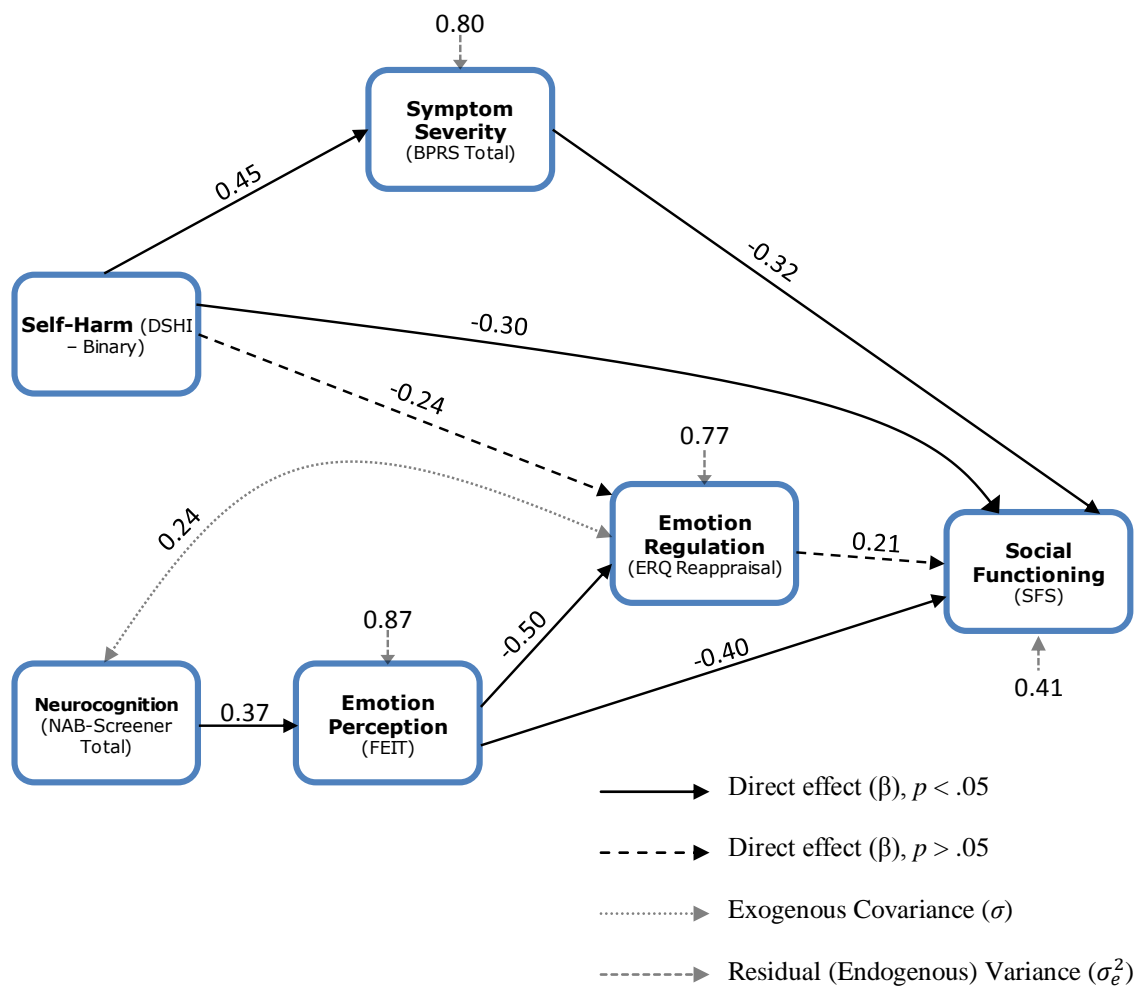 0.80
Symptom
Severity
(BPRS Total)
0.45
-0.32
Self-Harm (DSHI
– Binary)
-0.30
-0.24
0.77
0.24
Emotion
Regulation
(ERQ Reappraisal)
0.21
Social
Functioning
(SFS)
0.87
-0.50
-0.40
0.41
Neurocognition
(NAB-Screener
Total)
0.37
Emotion
Perception
(FEIT)
Direct effect (β), p < .05
Direct effect (β), p > .05
Exogenous Covariance (σ)
Residual (Endogenous) Variance (σₑ²)